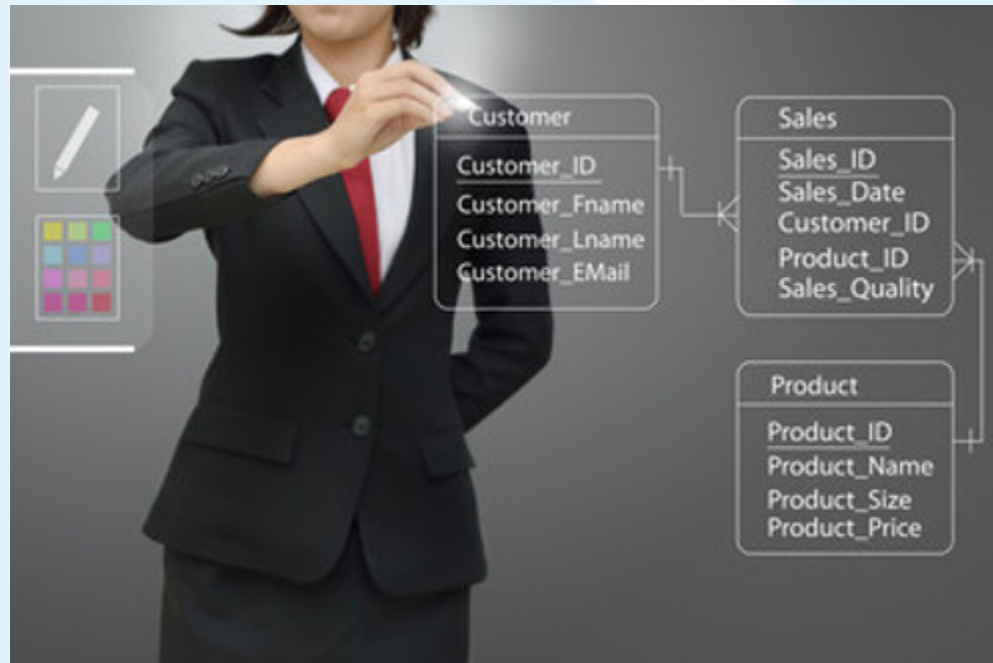 Customer
Customer_ID
Customer_Fname
Customer_Lname
Customer_EMail
Sales
Sales_ID
Sales_Date
Customer_ID
Product_ID
Sales_Quality
Product
Product_ID
Product_Name
Product_Size
Product_Price